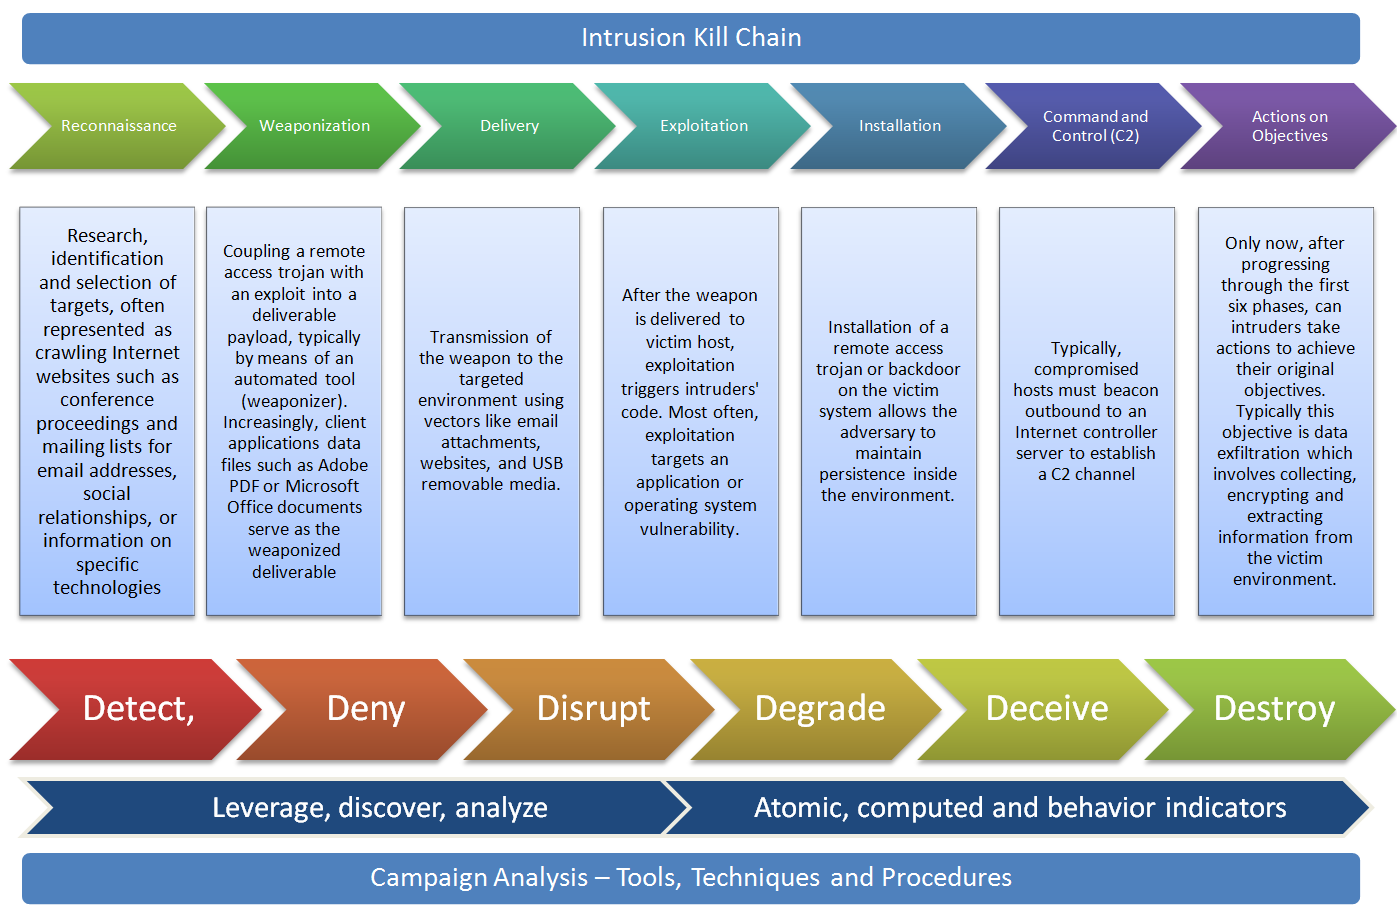 Intrusion Kill Chain
Reconnaissance
Weaponization
Delivery
Exploitation
Installation
Command and
Control (C2)
Actions on
Objectives
Research,
identification
and selection of
targets, often
represented as
crawling Internet
websites such as
conference
proceedings and
mailing lists for
email addresses,
social
relationships, or
information on
specific
technologies
Coupling a remote
access trojan with
an exploit into a
deliverable
payload, typically
by means of an
automated tool
(weaponizer).
Increasingly, client
applications data
files such as Adobe
PDF or Microsoft
Office documents
serve as the
weaponized
deliverable
Transmission of
the weapon to the
targeted
environment using
vectors like email
attachments,
websites, and USB
removable media.
After the weapon
is delivered to
victim host,
exploitation
triggers intruders'
code. Most often,
exploitation
targets an
application or
operating system
vulnerability.
Installation of a
remote access
trojan or backdoor
on the victim
system allows the
adversary to
maintain
persistence inside
the environment.
Typically,
compromised
hosts must beacon
outbound to an
Internet controller
server to establish
a C2 channel
Only now, after
progressing
through the first
six phases, can
intruders take
actions to achieve
their original
objectives.
Typically this
objective is data
exfiltration which
involves collecting,
encrypting and
extracting
information from
the victim
environment.
Detect,
Deny
Disrupt
Degrade
Deceive
Destroy
Leverage, discover, analyze
Atomic, computed and behavior indicators
Campaign Analysis – Tools, Techniques and Procedures